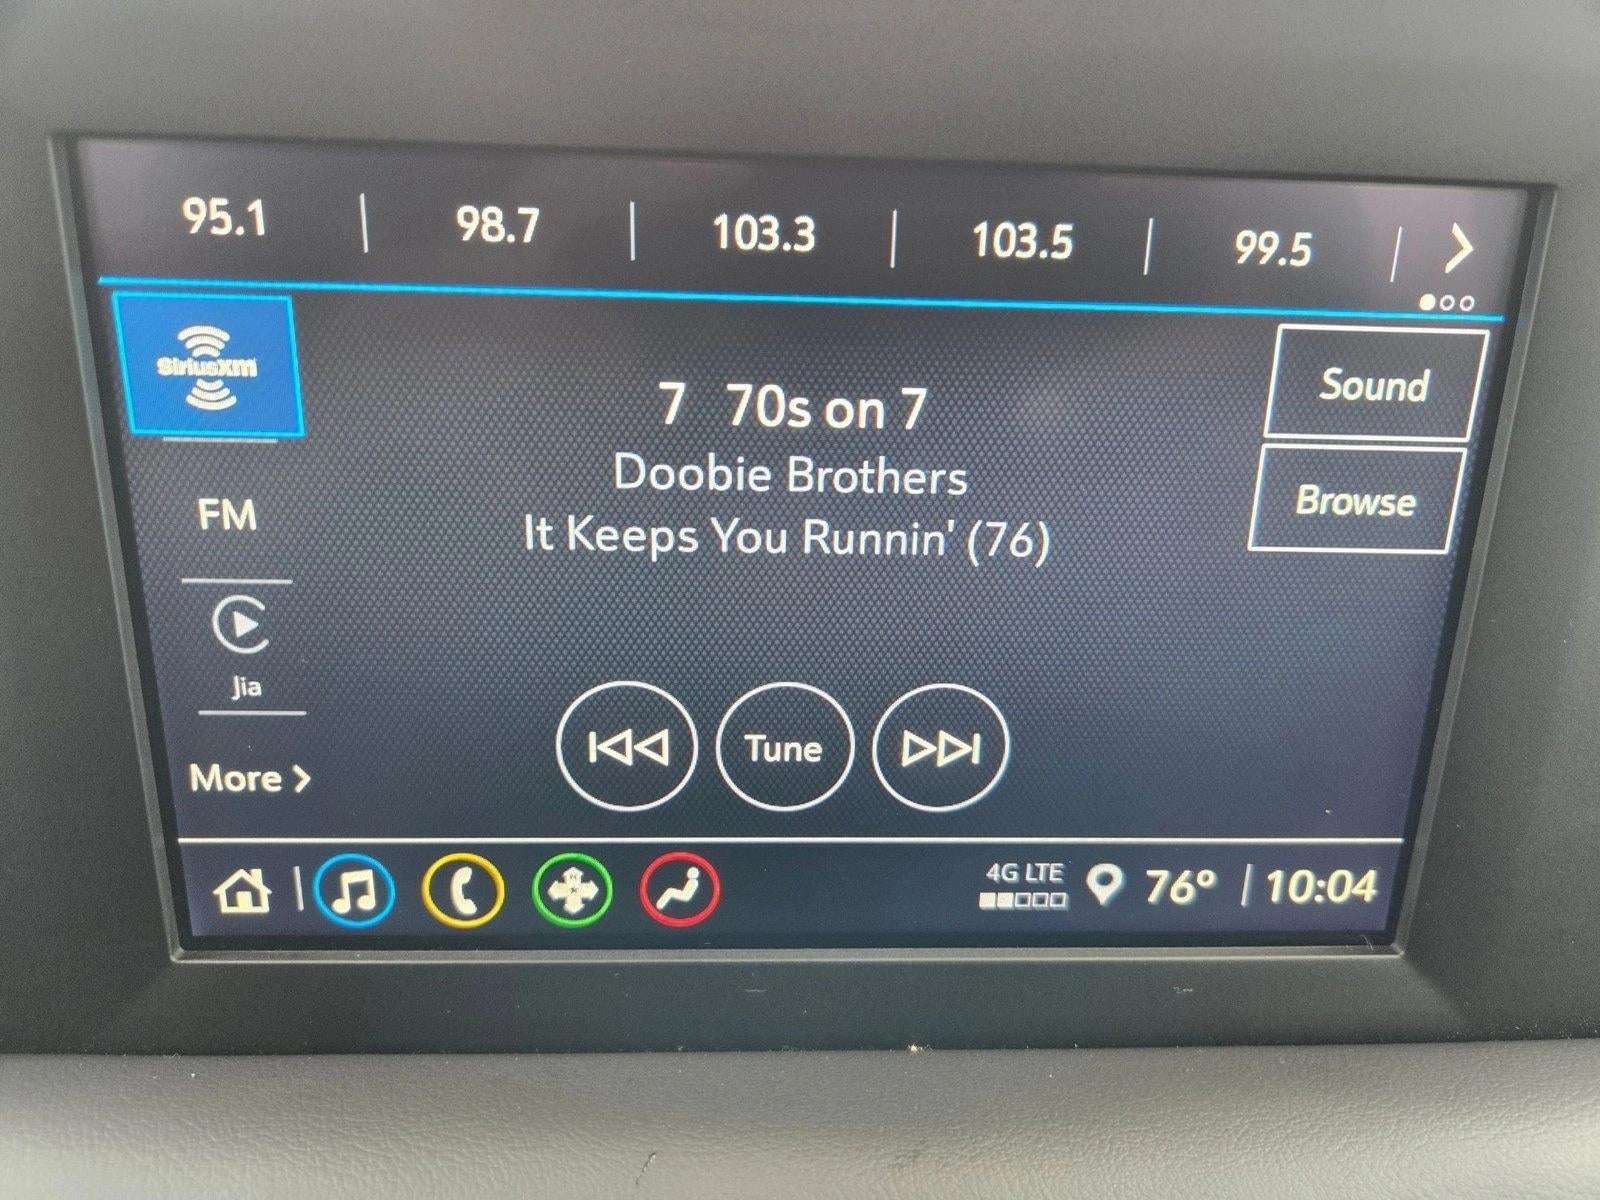 95.1 | 98.7 | 103.3 | 103.5 | 99.5
SiriusXM
Sound
7 70s on 7
Doobie Brothers
Browse
It Keeps You Runnin' (76)
FM
Jia
Tune
More
4G LTE 76° | 10:04